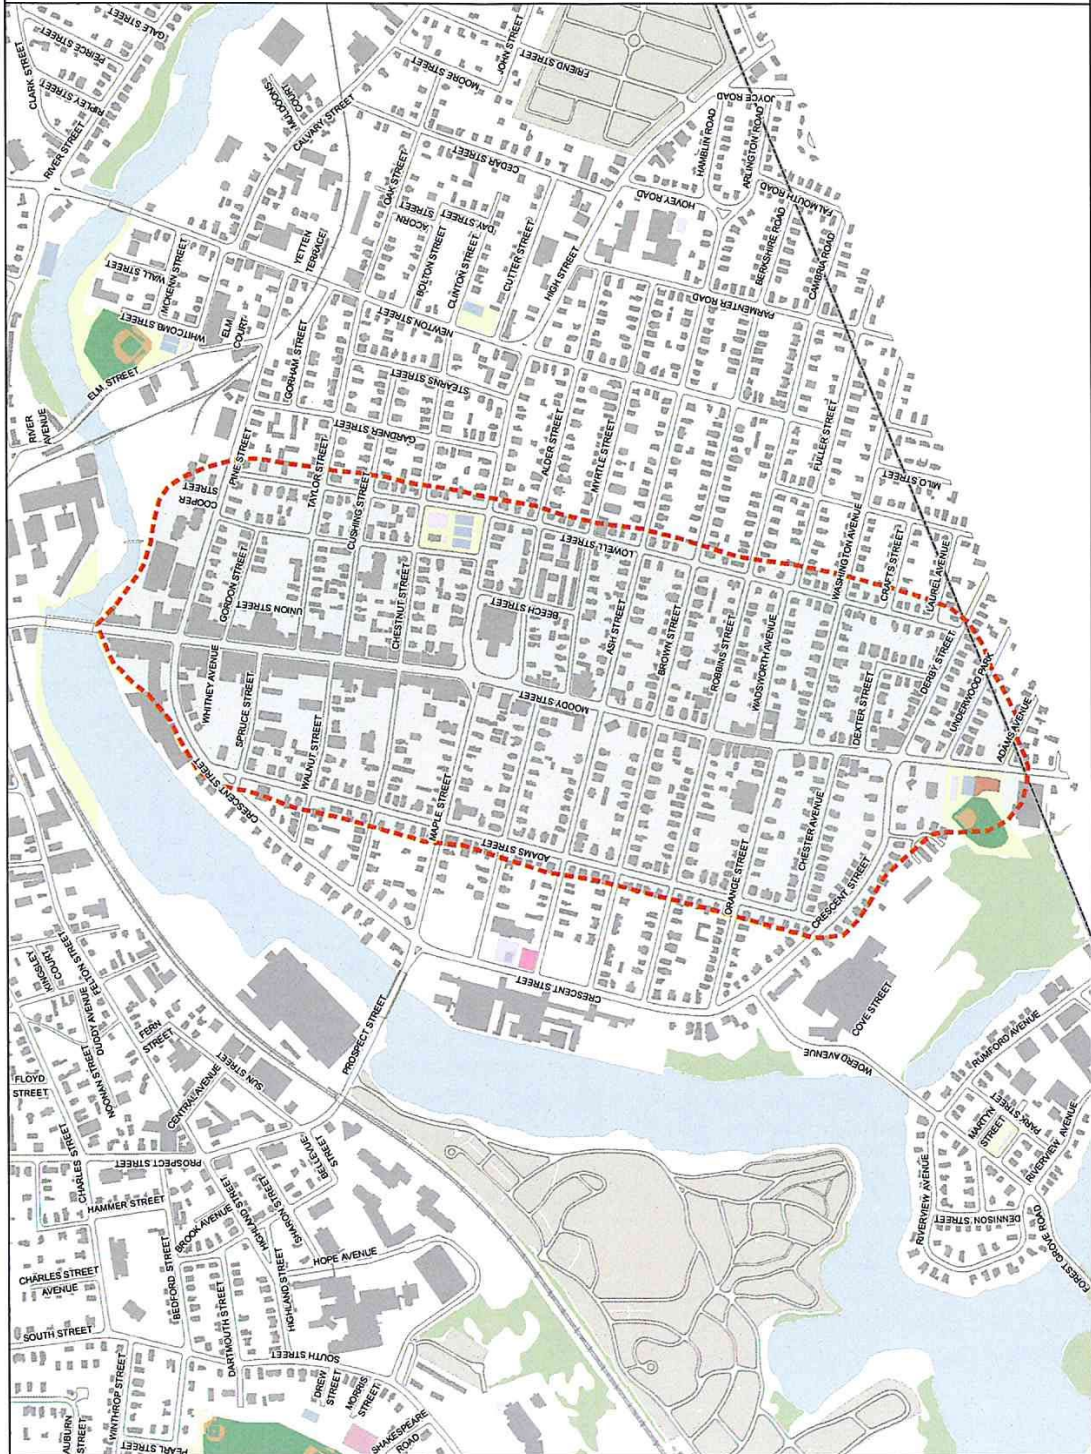 GALE STREET
PEIRCE STREET
CLARK STREET
RIPLEY STREET
RIVER STREET
MULDOONS
COURT
CALVARY STREET
MOORE STREET
JOHN STREET
FRIEND STREET
JOYCE ROAD
HAMBLIN ROAD
ARLINGTON ROAD
FALMOUTH ROAD
HOVEY ROAD
BERKSHIRE ROAD
CAMBRIA ROAD
CEDAR STREET
OAK STREET
ACORN
STREET
DAY STREET
BOLTON STREET
CLINTON STREET
CUTTER STREET
HIGH STREET
PARMENTER ROAD
WALL STREET
MCKENN STREET
YETTEN
TERRACE
WHITCOMB STREET
ELM
COURT
ELM STREET
RIVER
AVENUE
NEWTON STREET
STEARNS STREET
GORHAM STREET
GARDNER STREET
ALDER STREET
MYRTLE STREET
FULLER STREET
MILO STREET
PINE STREET
COOPER
STREET
TAYLOR STREET
CUSHING STREET
LOWELL STREET
WASHINGTON AVENUE
CRAFTS STREET
LAUREL AVENUE
GORDON STREET
UNION STREET
CHESTNUT STREET
BEECH STREET
ASH STREET
BROWN STREET
ROBBINS STREET
WADSWORTH AVENUE
DEXTER STREET
DERBY STREET
UNDERWOOD PARK
ADAMS AVENUE
WHITNEY AVENUE
SPRUCE STREET
WALNUT STREET
MOODY STREET
CRESCENT STREET
MAPLE STREET
ADAMS STREET
ORANGE STREET
CHESTER AVENUE
CRESCENT STREET
CRESCENT STREET
COVE STREET
WOERD AVENUE
RUMFORD AVENUE
PARK STREET
MARTYN
STREET
RIVERVIEW AVENUE
RIVERVIEW AVENUE
DENNISON STREET
FOREST GROVE ROAD
PROSPECT STREET
KINGSLEY
COURT
FELTON STREET
DUDDY AVENUE
NOONAN STREET
FERN
STREET
CENTRAL AVENUE
SUN STREET
FLOYD
STREET
CHARLES STREET
PROSPECT STREET
BELLEVUE
STREET
HAMMER STREET
BROOK AVENUE
HIGHLAND STREET
SHARON STREET
HOPE AVENUE
CHARLES STREET
AVENUE
BEDFORD STREET
DARTMOUTH STREET
HIGHLAND STREET
SOUTH STREET
SOUTH STREET
DREW
STREET
MORRIS
STREET
SHAKESPEARE
ROAD
WINTHROP STREET
AUBURN
STREET
PEARL STREET